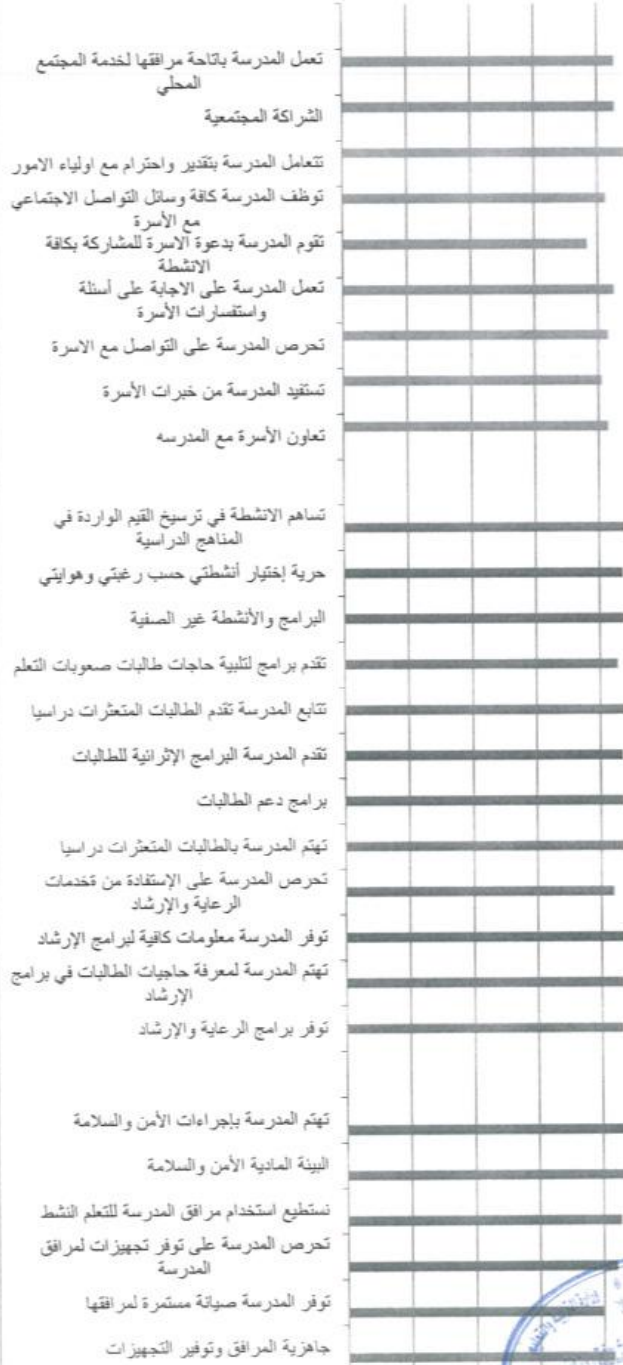 تعمل المدرسة باتاحة مرافقها لخدمة المجتمع
المحلي
الشراكة المجتمعية
تتعامل المدرسة بتقدير واحترام مع اولياء الامور
توظف المدرسة كافة وسائل التواصل الاجتماعي
مع الأسرة
تقوم المدرسة بدعوة الاسرة للمشاركة بكافة
الانشطة
تعمل المدرسة على الاجابة على أسئلة
واستفسارات الأسرة
تحرص المدرسة على التواصل مع الاسرة
تستفيد المدرسة من خبرات الأسرة
تعاون الأسرة مع المدرسه
تساهم الانشطة في ترسيخ القيم الواردة في
المناهج الدراسية
حرية إختيار أنشطتي حسب رغبتي وهوايتي
البرامج والأنشطة غير الصفية
تقدم برامج لتلبية حاجات طالبات صعوبات التعلم
تتابع المدرسة تقدم الطالبات المتعثرات دراسيا
تقدم المدرسة البرامج الإثرائية للطالبات
برامج دعم الطالبات
تهتم المدرسة بالطالبات المتعثرات دراسيا
تحرص المدرسة على الإستفادة من ةخدمات
الرعاية والإرشاد
توفر المدرسة معلومات كافية لبرامج الإرشاد
تهتم المدرسة لمعرفة حاجيات الطالبات في برامج
الإرشاد
توفر برامج الرعاية والإرشاد
تهتم المدرسة بإجراءات الأمن والسلامة
البيئة المادية الأمن والسلامة
نستطيع استخدام مرافق المدرسة للتعلم النشط
تحرص المدرسة على توفر تجهيزات لمرافق
المدرسة
توفر المدرسة صيانة مستمرة لمرافقها
جاهزية المرافق وتوفير التجهيزات